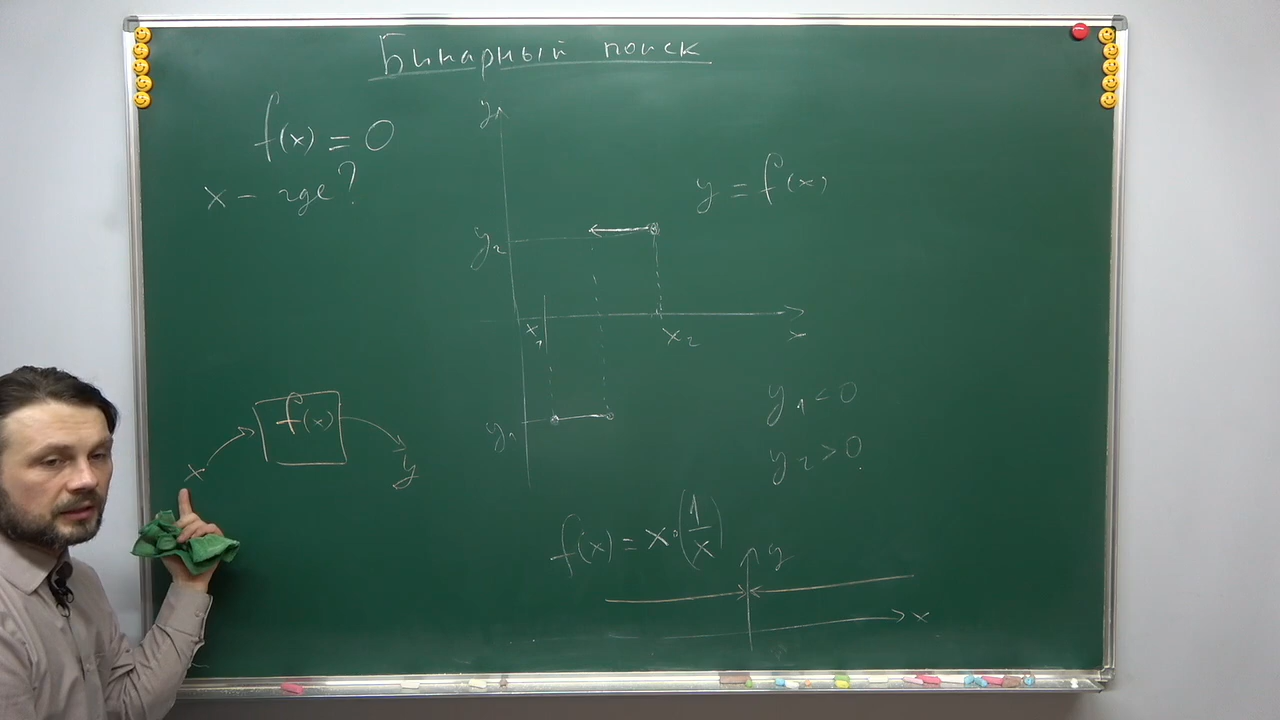 Бинарный поиск
f(x) = 0
x – где?
y
y = f(x)
y₂
x₁
x₂
x
y₁
y₁ < 0
y₂ > 0
x
f(x)
y
f(x) = x·(1/x)
y
x